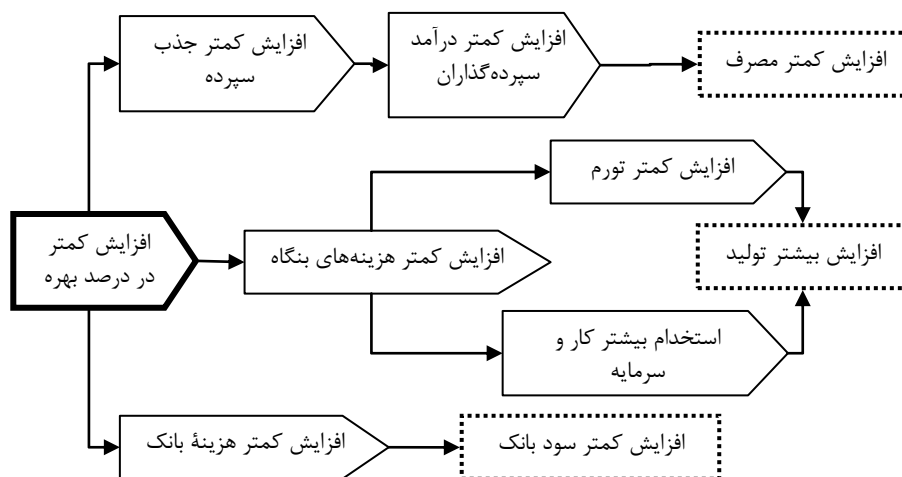 افزایش کمتر جذب
سپرده
افزایش کمتر درآمد
سپرده‌گذاران
افزایش کمتر مصرف
افزایش کمتر تورم
افزایش کمتر
در درصد بهره
افزایش کمتر هزینه‌های بنگاه
افزایش بیشتر تولید
استخدام بیشتر کار و
سرمایه
افزایش کمتر هزینهٔ بانک
افزایش کمتر سود بانک